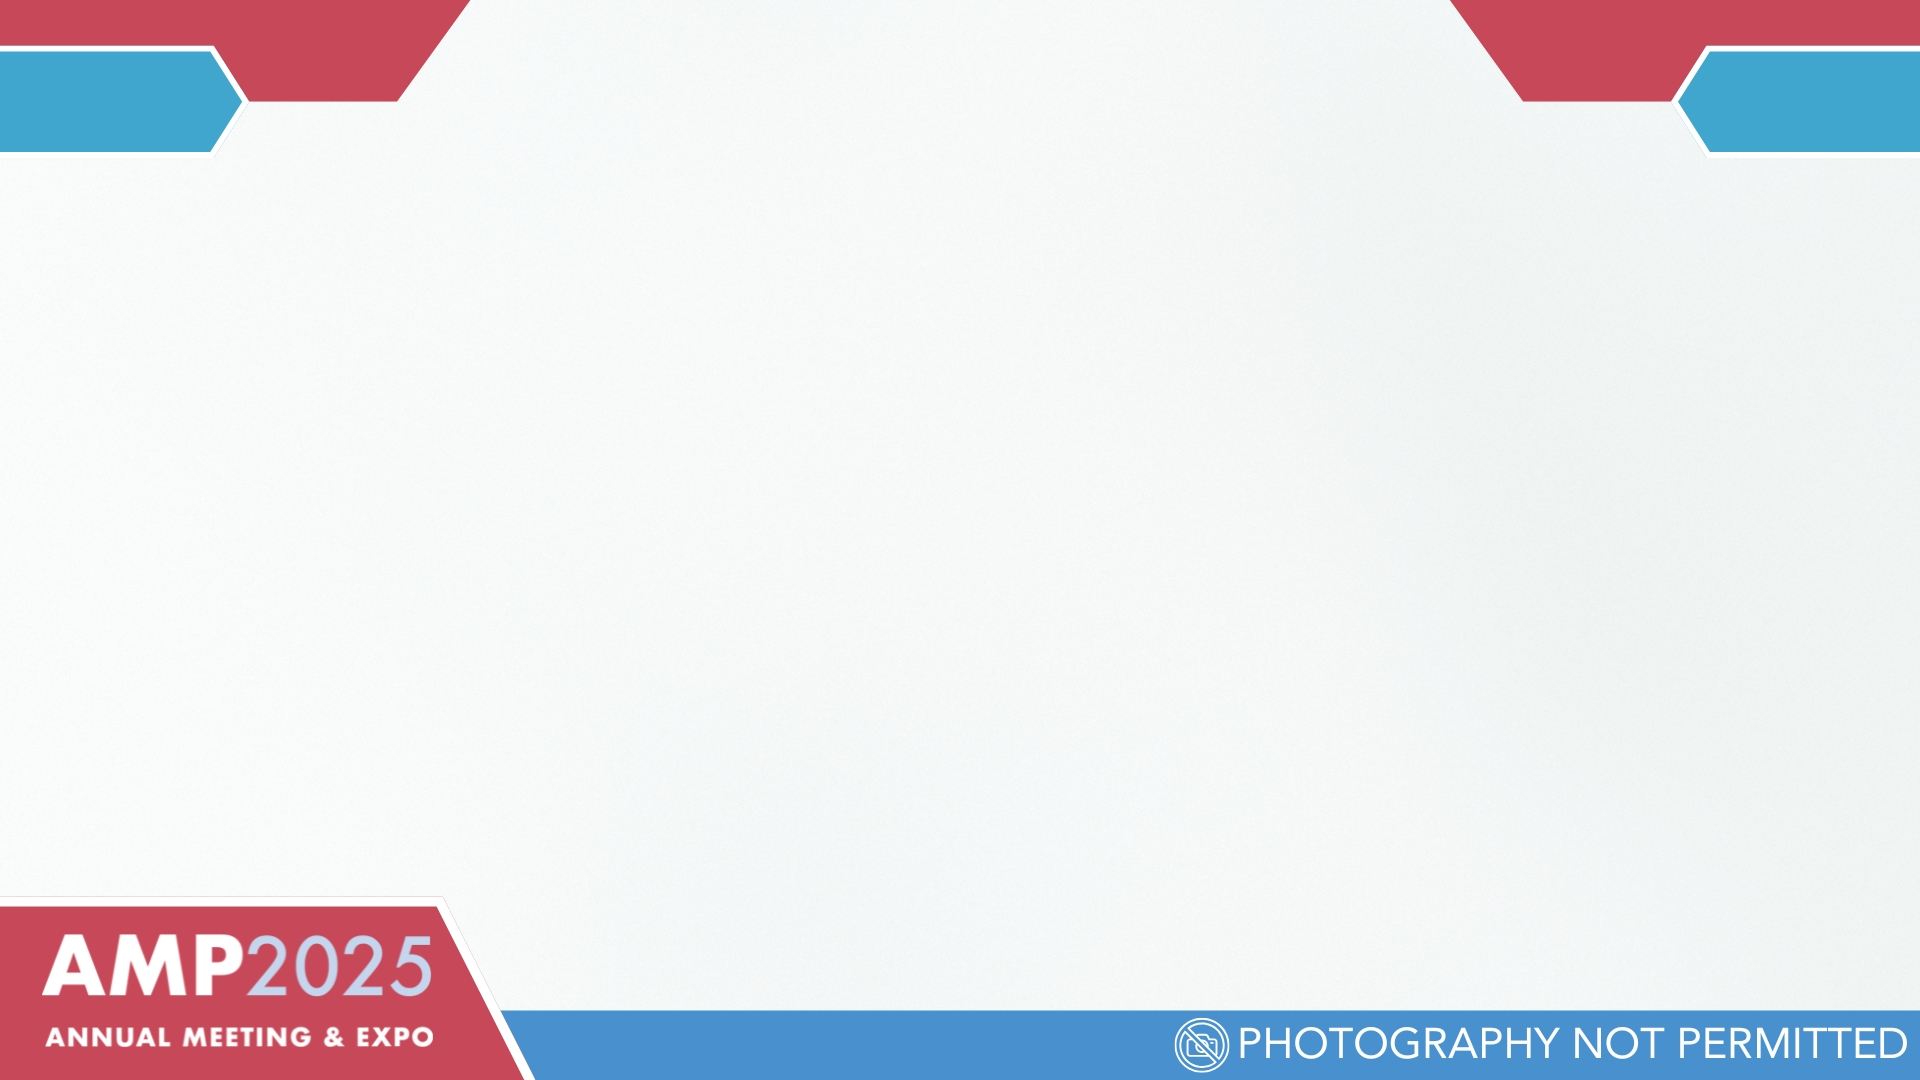 AMP2025
ANNUAL MEETING & EXPO
PHOTOGRAPHY NOT PERMITTED